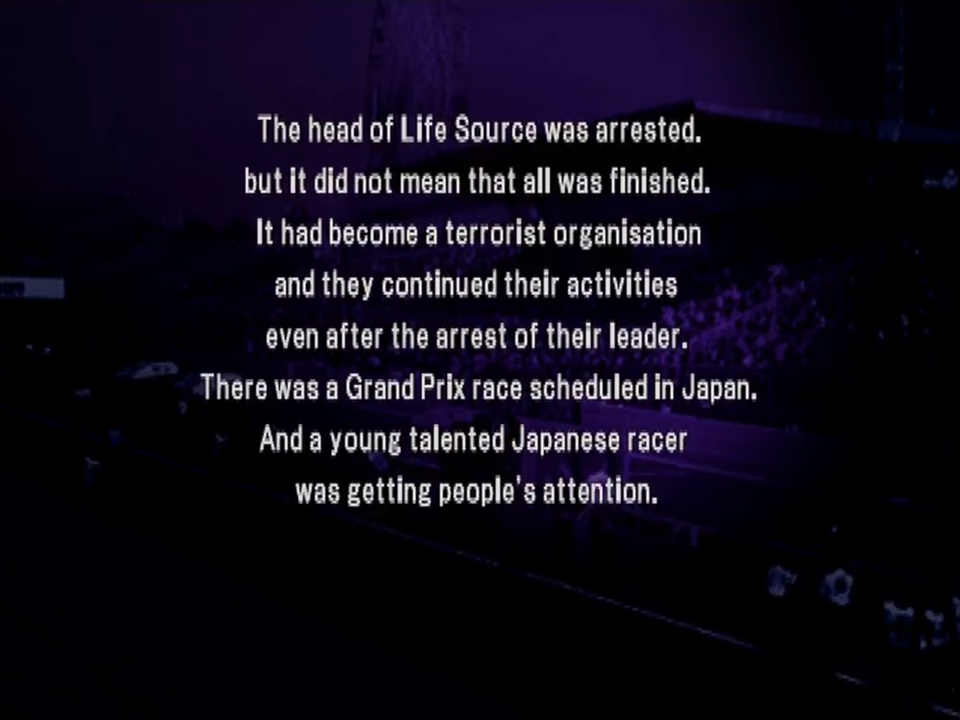 The head of Life Source was arrested.
but it did not mean that all was finished.
It had become a terrorist organisation
and they continued their activities
even after the arrest of their leader.
There was a Grand Prix race scheduled in Japan.
And a young talented Japanese racer
was getting people's attention.